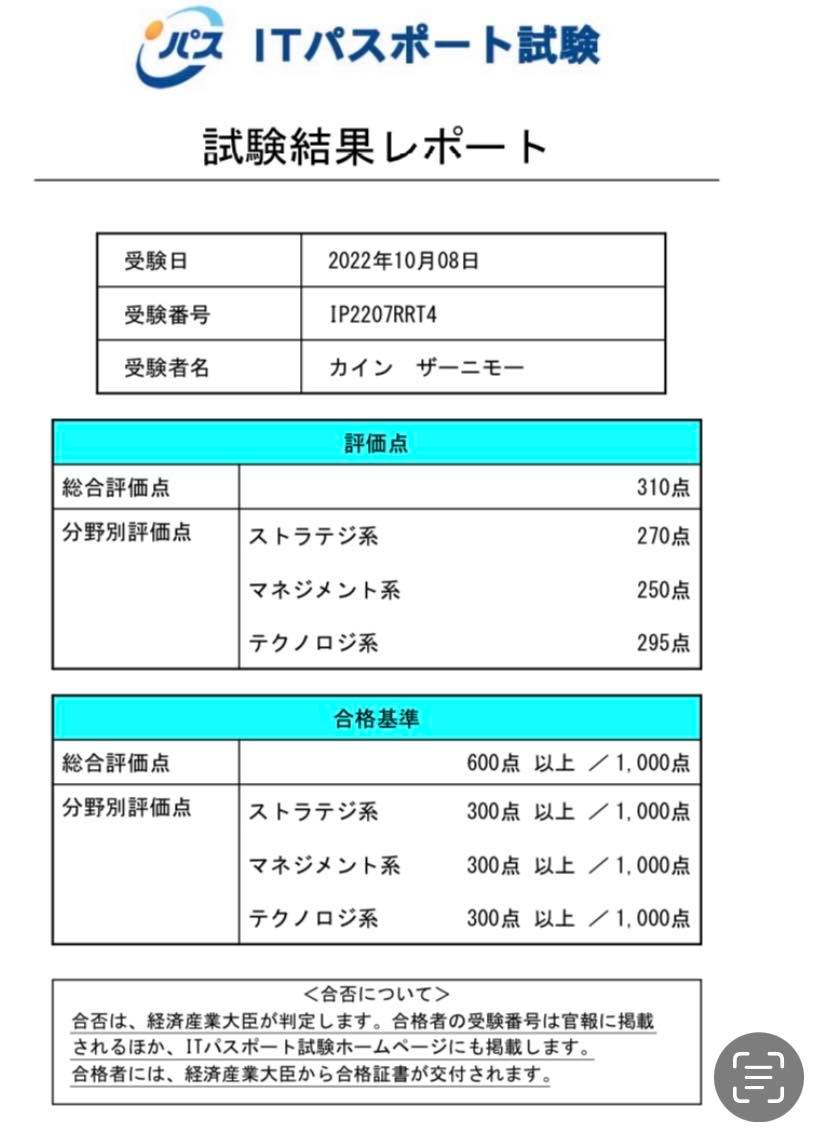 iパス ITパスポート試験
試験結果レポート
受験日 2022年10月08日
受験番号 IP2207RRT4
受験者名 カイン ザーニモー
評価点
総合評価点 310点
分野別評価点 ストラテジ系 270点
マネジメント系 250点
テクノロジ系 295点
合格基準
総合評価点 600点 以上 ／1,000点
分野別評価点 ストラテジ系 300点 以上 ／1,000点
マネジメント系 300点 以上 ／1,000点
テクノロジ系 300点 以上 ／1,000点
＜合否について＞
合否は、経済産業大臣が判定します。合格者の受験番号は官報に掲載
されるほか、ITパスポート試験ホームページにも掲載します。
合格者には、経済産業大臣から合格証書が交付されます。